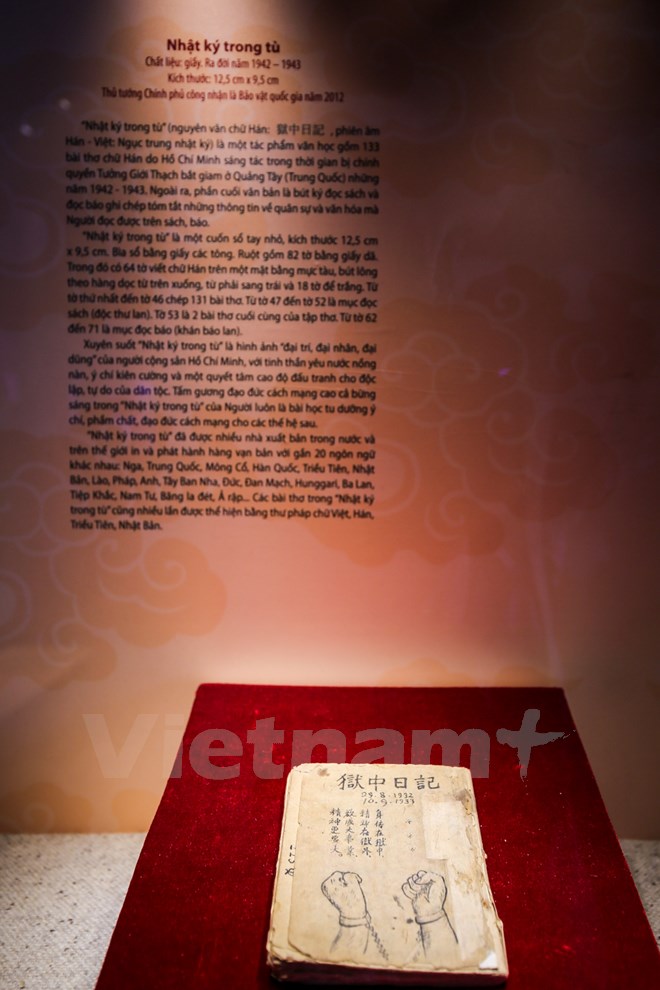 Nhật ký trong tù
Chất liệu: giấy. Ra đời năm 1942 – 1943
Kích thước: 12,5 cm x 9,5 cm
Thủ tướng Chính phủ công nhận là Bảo vật quốc gia năm 2012
"Nhật ký trong tù" (nguyên văn chữ Hán: 獄中日記, phiên âm
Hán - Việt: Ngục trung nhật ký) là một tác phẩm văn học gồm 133
bài thơ chữ Hán do Hồ Chí Minh sáng tác trong thời gian bị chính
quyền Tưởng Giới Thạch bắt giam ở Quảng Tây (Trung Quốc) những
năm 1942 - 1943. Ngoài ra, phần cuối văn bản là bút ký đọc sách và
đọc báo ghi chép tóm tắt những thông tin về quân sự và văn hóa mà
Người đọc được trên sách, báo.
"Nhật ký trong tù" là một cuốn sổ tay nhỏ, kích thước 12,5 cm
x 9,5 cm. Bìa sổ bằng giấy các tông. Ruột gồm 82 tờ bằng giấy dã.
Trong đó có 64 tờ viết chữ Hán trên một mặt bằng mực tàu, bút lông
theo hàng dọc từ trên xuống, từ phải sang trái và 18 tờ để trắng. Từ
tờ thứ nhất đến tờ 46 chép 131 bài thơ. Từ tờ 47 đến tờ 52 là mục đọc
sách (độc thư lan). Tờ 53 là 2 bài thơ cuối cùng của tập thơ. Từ tờ 62
đến 71 là mục đọc báo (khán báo lan).
Xuyên suốt "Nhật ký trong tù" là hình ảnh "đại trí, đại nhân, đại
dũng" của người cộng sản Hồ Chí Minh, với tinh thần yêu nước nồng
nàn, ý chí kiên cường và một quyết tâm cao độ đấu tranh cho độc
lập, tự do của dân tộc. Tấm gương đạo đức cách mạng cao cả bừng
sáng trong "Nhật ký trong tù" của Người luôn là bài học tu dưỡng ý
chí, phẩm chất, đạo đức cách mạng cho các thế hệ sau.
"Nhật ký trong tù" đã được nhiều nhà xuất bản trong nước và
trên thế giới in và phát hành hàng vạn bản với gần 20 ngôn ngữ
khác nhau: Nga, Trung Quốc, Mông Cổ, Hàn Quốc, Triều Tiên, Nhật
Bản, Lào, Pháp, Anh, Tây Ban Nha, Đức, Đan Mạch, Hunggari, Ba Lan,
Tiệp Khắc, Nam Tư, Băng la đét, Ả rập... Các bài thơ trong "Nhật ký
trong tù" cũng nhiều lần được thể hiện bằng thư pháp chữ Việt, Hán,
Triều Tiên, Nhật Bản.
Vietnam+
獄中日記
29.8.1932
10.9.1933
身体在獄中
精神在獄外
欲成大事業
精神更要大